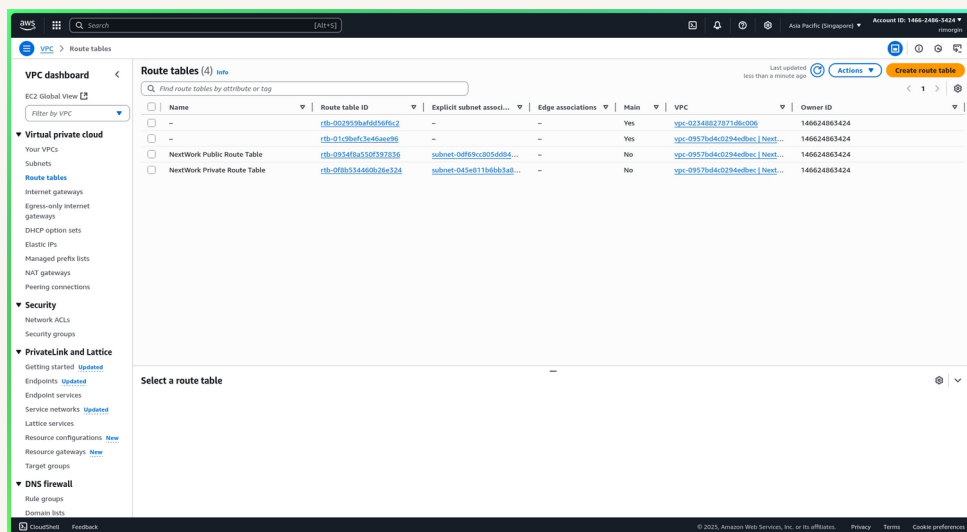 aws
Search [Alt+S]
Asia Pacific (Singapore)
Account ID: 1466-2486-3424
rimorgin
VPC > Route tables
VPC dashboard
EC2 Global View
Filter by VPC
Virtual private cloud
Your VPCs
Subnets
Route tables
Internet gateways
Egress-only internet
gateways
DHCP option sets
Elastic IPs
Managed prefix lists
NAT gateways
Peering connections
Security
Network ACLs
Security groups
PrivateLink and Lattice
Getting started Updated
Endpoints Updated
Endpoint services
Service networks Updated
Lattice services
Resource configurations New
Resource gateways New
Target groups
DNS firewall
Rule groups
Domain lists
Route tables (4) Info
Last updated
less than a minute ago
Actions
Create route table
Find route tables by attribute or tag
1
Name Route table ID Explicit subnet associ... Edge associations Main VPC Owner ID
– rtb-002959bafdd56f6c2 – – Yes vpc-02348827871d6c006 146624863424
– rtb-01c9befc3e46aee96 – – Yes vpc-0957bd4c0294edbec | Next... 146624863424
NextWork Public Route Table rtb-0934f8a550f397836 subnet-0df69cc805dd84... – No vpc-0957bd4c0294edbec | Next... 146624863424
NextWork Private Route Table rtb-0f8b534460b26e324 subnet-045e811b6bb3a8... – No vpc-0957bd4c0294edbec | Next... 146624863424
Select a route table
CloudShell Feedback
© 2025, Amazon Web Services, Inc. or its affiliates. Privacy Terms Cookie preferences